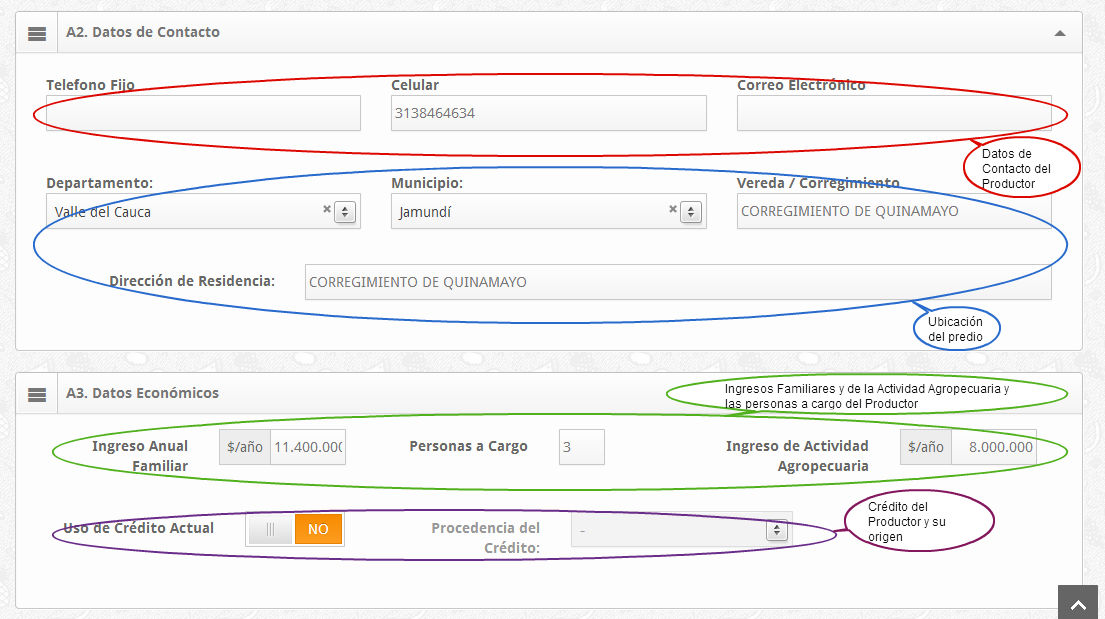 A2. Datos de Contacto
Telefono Fijo
Celular
Correo Electrónico
3138464634
Datos de
Contacto del
Productor
Departamento:
Municipio:
Vereda / Corregimiento
Valle del Cauca
Jamundí
CORREGIMIENTO DE QUINAMAYO
Dirección de Residencia:
CORREGIMIENTO DE QUINAMAYO
Ubicación
del predio
A3. Datos Económicos
Ingresos Familiares y de la Actividad Agropecuaria y
las personas a cargo del Productor
Ingreso Anual
Familiar
$/año
11.400.000
Personas a Cargo
3
Ingreso de Actividad
Agropecuaria
$/año
8.000.000
Crédito del
Productor y su
origen
Uso de Crédito Actual
NO
Procedencia del
Crédito:
-